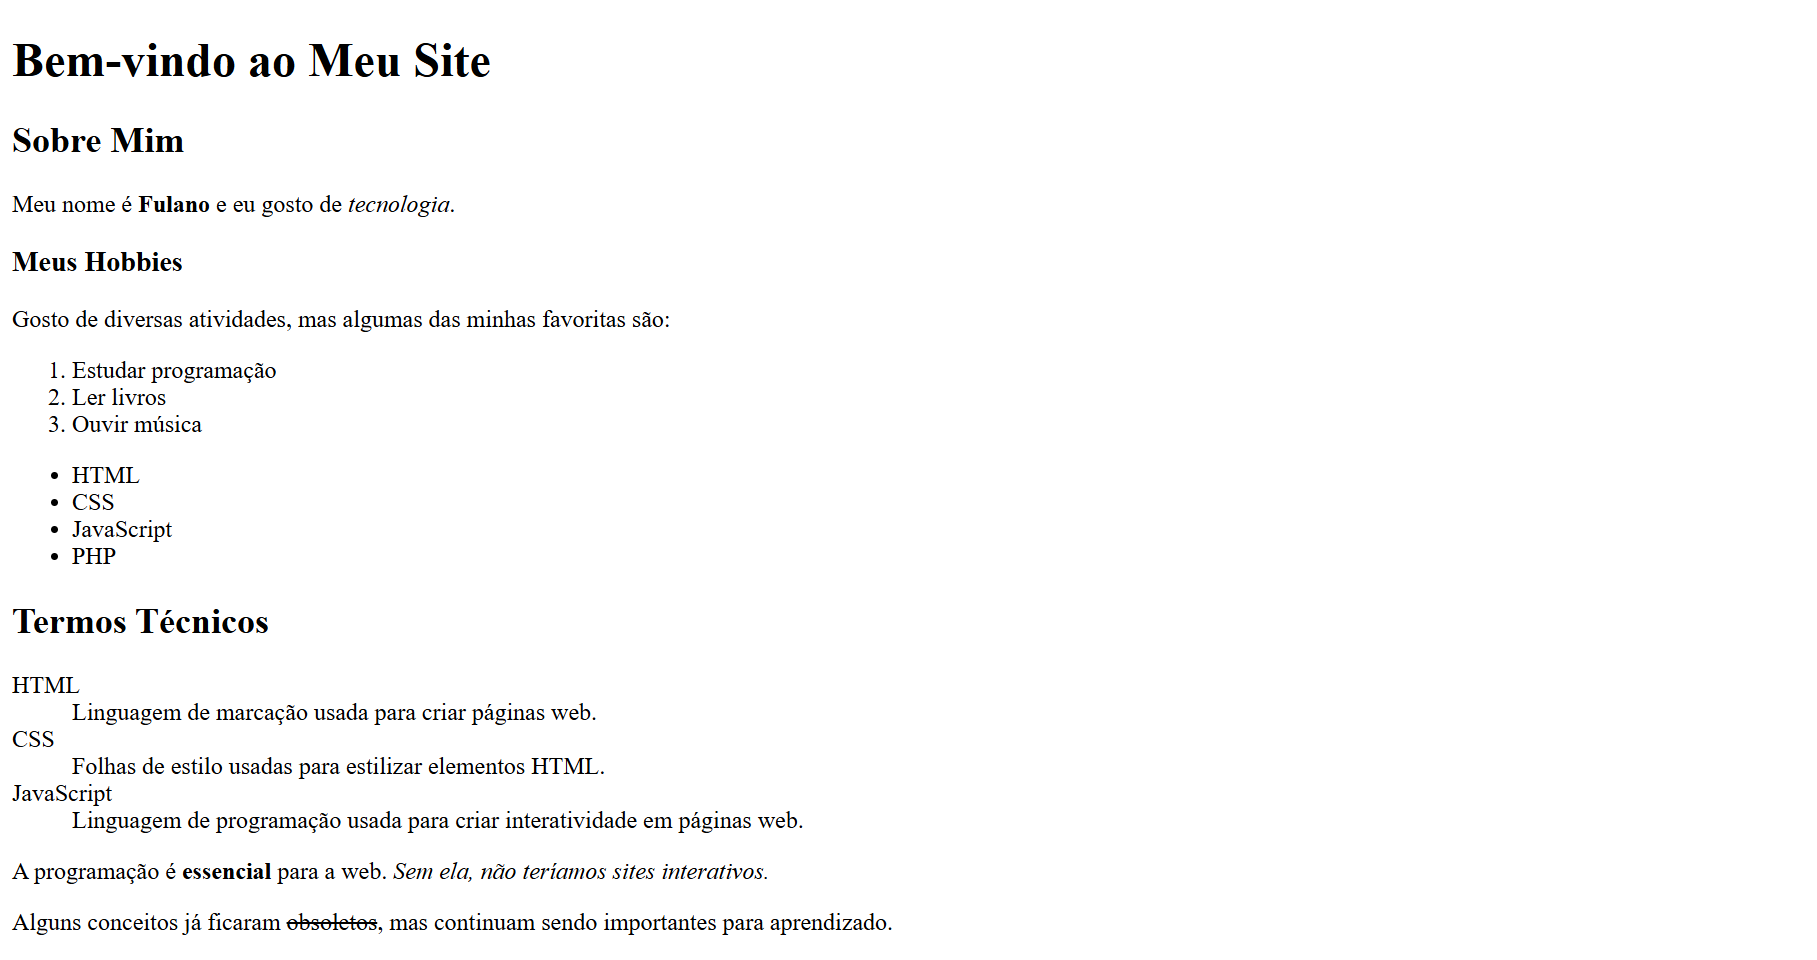 Bem-vindo ao Meu Site
Sobre Mim
Meu nome é Fulano e eu gosto de tecnologia.
Meus Hobbies
Gosto de diversas atividades, mas algumas das minhas favoritas são:
1. Estudar programação
2. Ler livros
3. Ouvir música
• HTML
• CSS
• JavaScript
• PHP
Termos Técnicos
HTML
Linguagem de marcação usada para criar páginas web.
CSS
Folhas de estilo usadas para estilizar elementos HTML.
JavaScript
Linguagem de programação usada para criar interatividade em páginas web.
A programação é essencial para a web. Sem ela, não teríamos sites interativos.
Alguns conceitos já ficaram obsoletos, mas continuam sendo importantes para aprendizado.